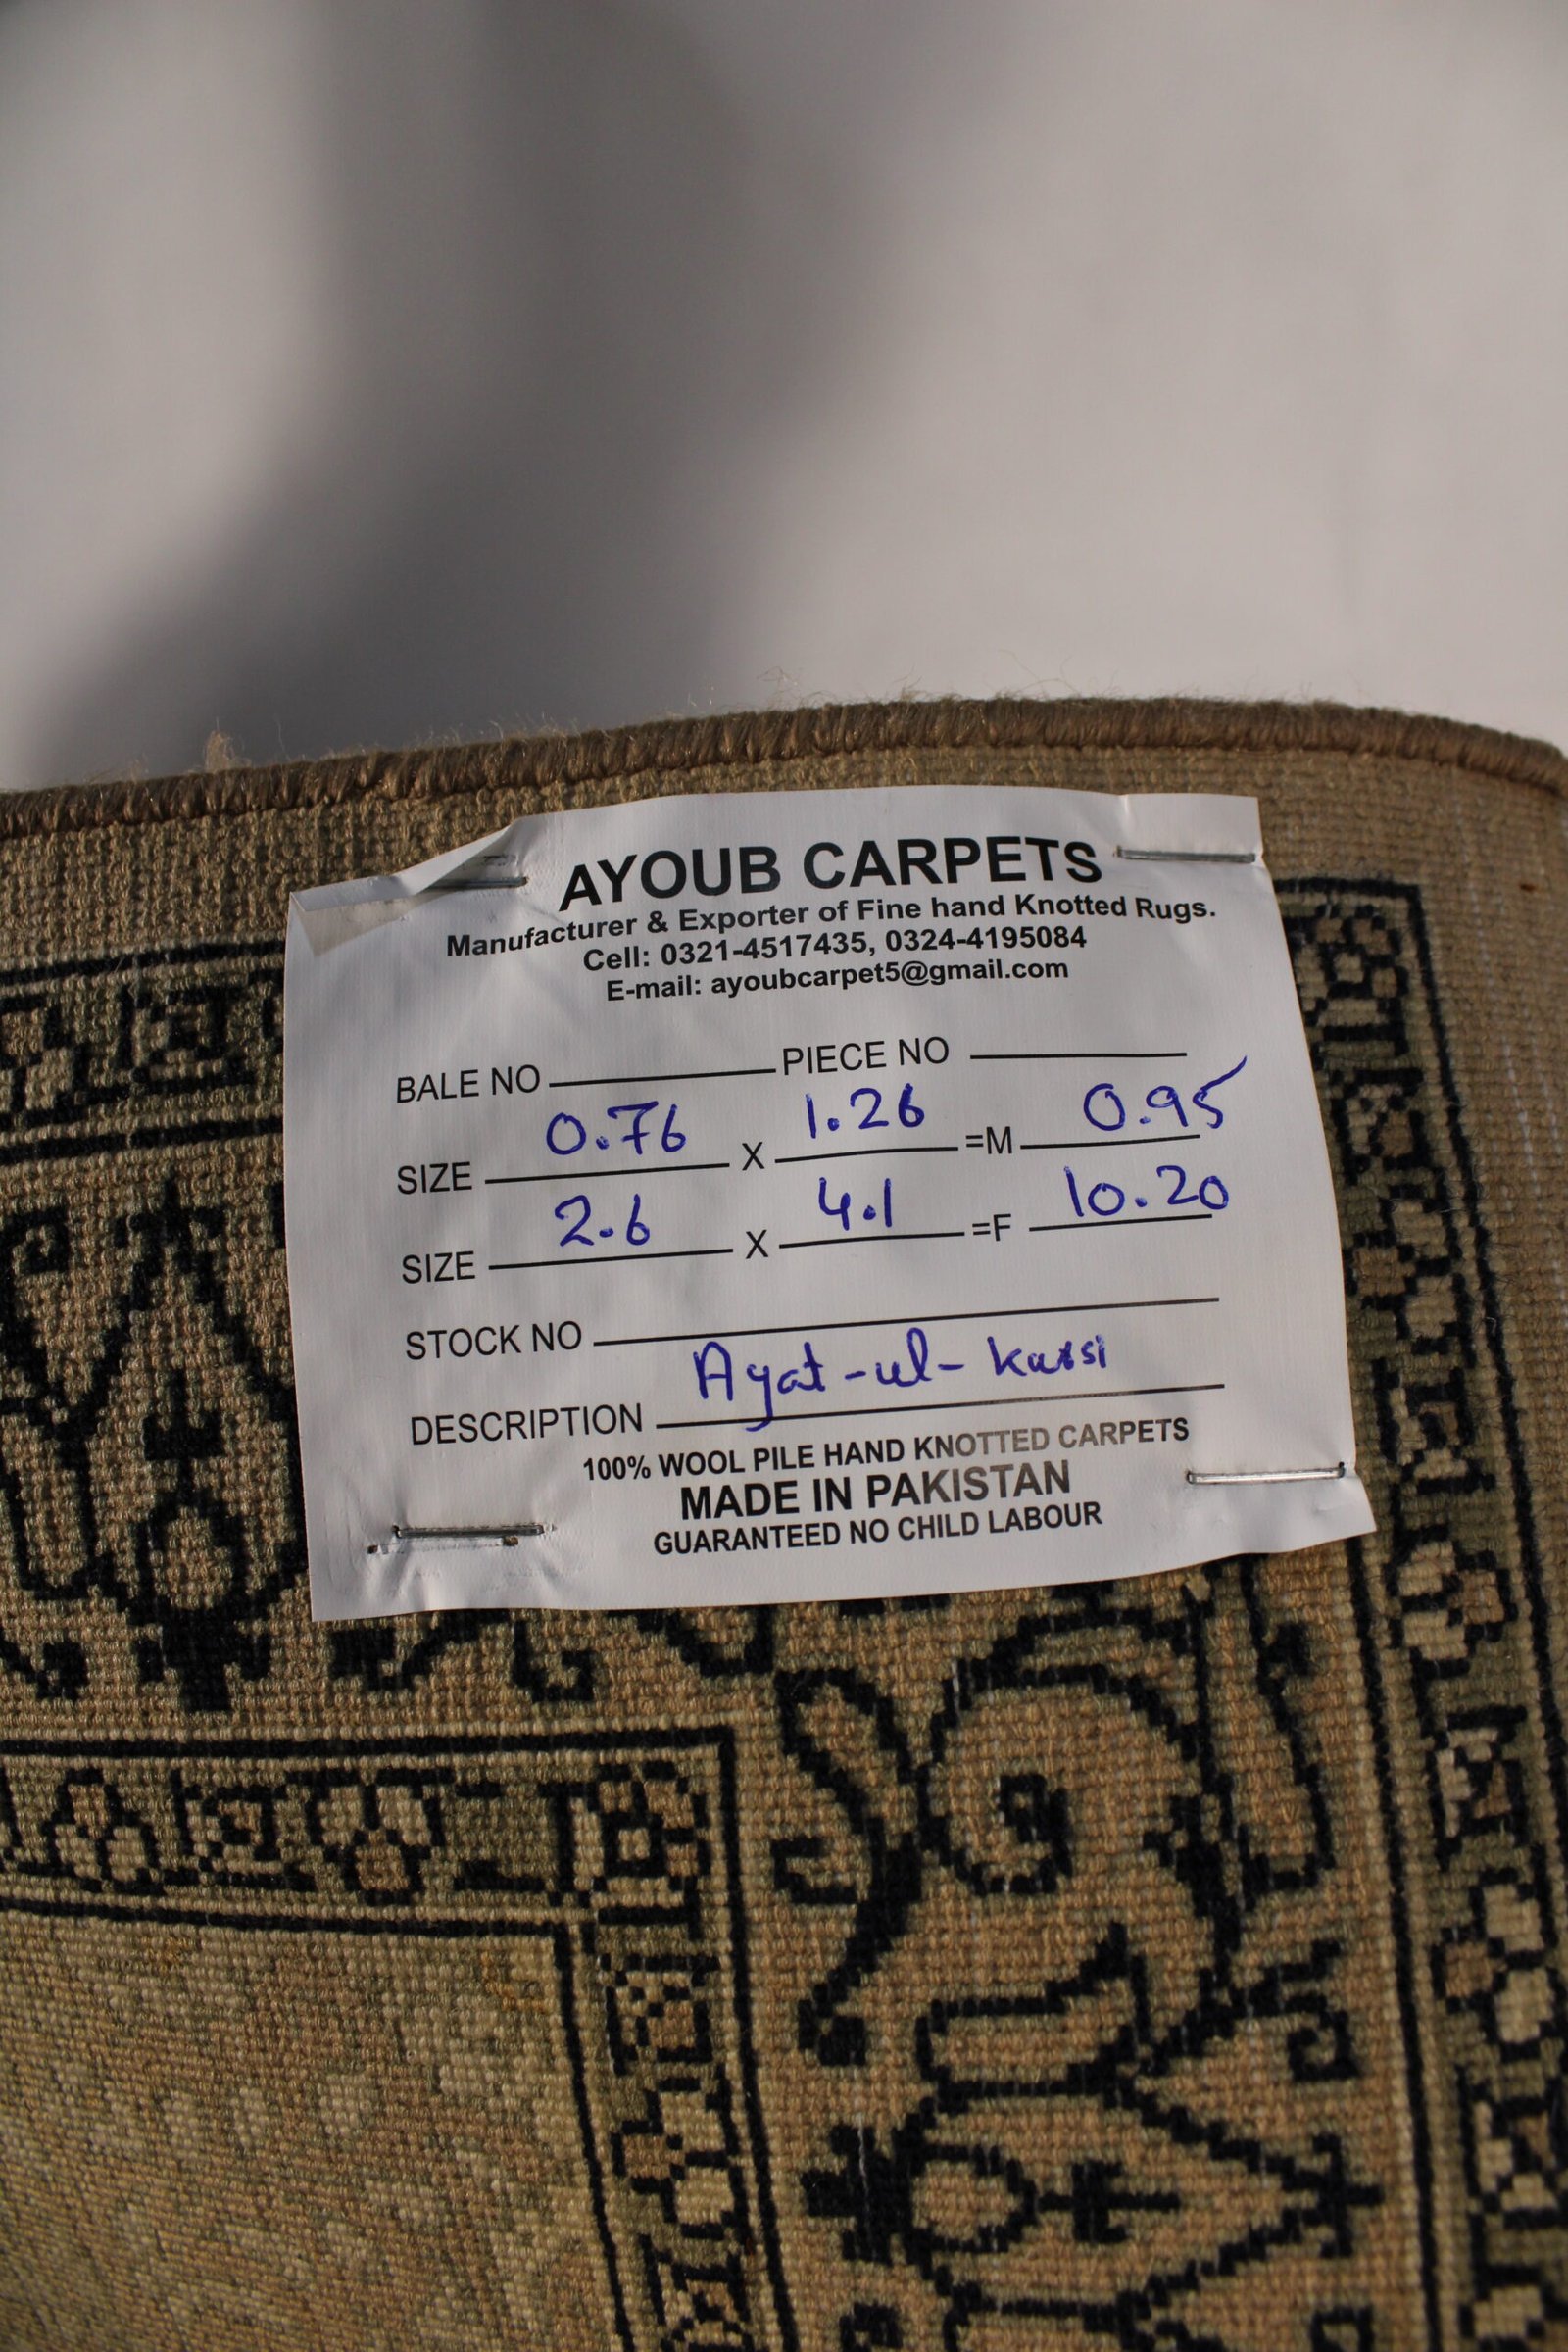 AYOUB CARPETS
Manufacturer & Exporter of Fine hand Knotted Rugs.
Cell: 0321-4517435, 0324-4195084
E-mail: ayoubcarpet5@gmail.com
BALE NO PIECE NO
SIZE 0.76 X 1.26 =M 0.95
SIZE 2.6 X 4.1 =F 10.20
STOCK NO
DESCRIPTION Ayat-ul-kursi
100% WOOL PILE HAND KNOTTED CARPETS
MADE IN PAKISTAN
GUARANTEED NO CHILD LABOUR